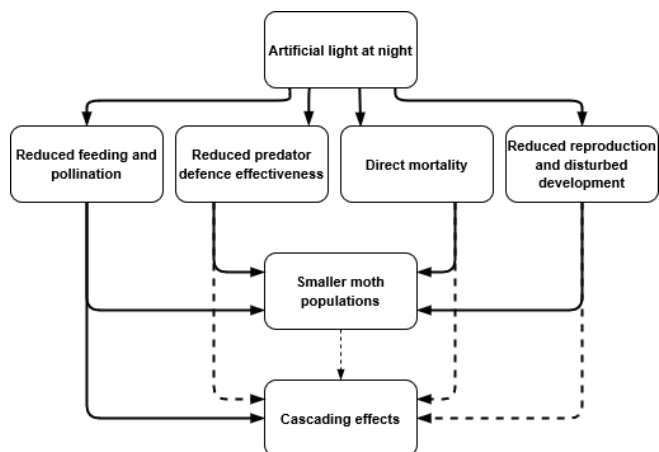 Artificial light at night
Reduced feeding and
pollination
Reduced predator
defence effectiveness
Direct mortality
Reduced reproduction
and disturbed
development
Smaller moth
populations
Cascading effects